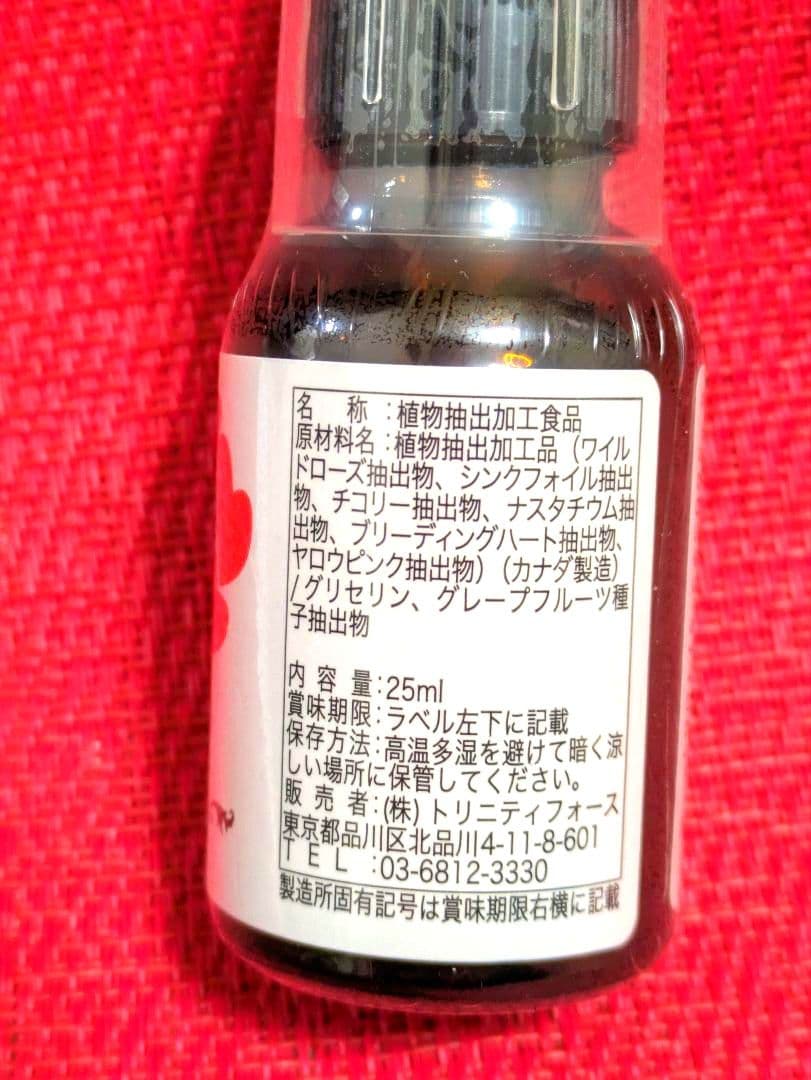 名称:植物抽出加工食品
原材料名:植物抽出加工品(ワイル
ドローズ抽出物、シンクフォイル抽出
物、チコリー抽出物、ナスタチウム抽
出物、ブリーディングハート抽出物、
ヤロウピンク抽出物)(カナダ製造)
/グリセリン、グレープフルーツ種
子抽出物
内容量:25ml
賞味期限:ラベル左下に記載
保存方法:高温多湿を避けて暗く涼
しい場所に保管してください。
販売者:(株)トリニティフォース
東京都品川区北品川4-11-8-601
TEL:03-6812-3330
製造所固有記号は賞味期限右横に記載